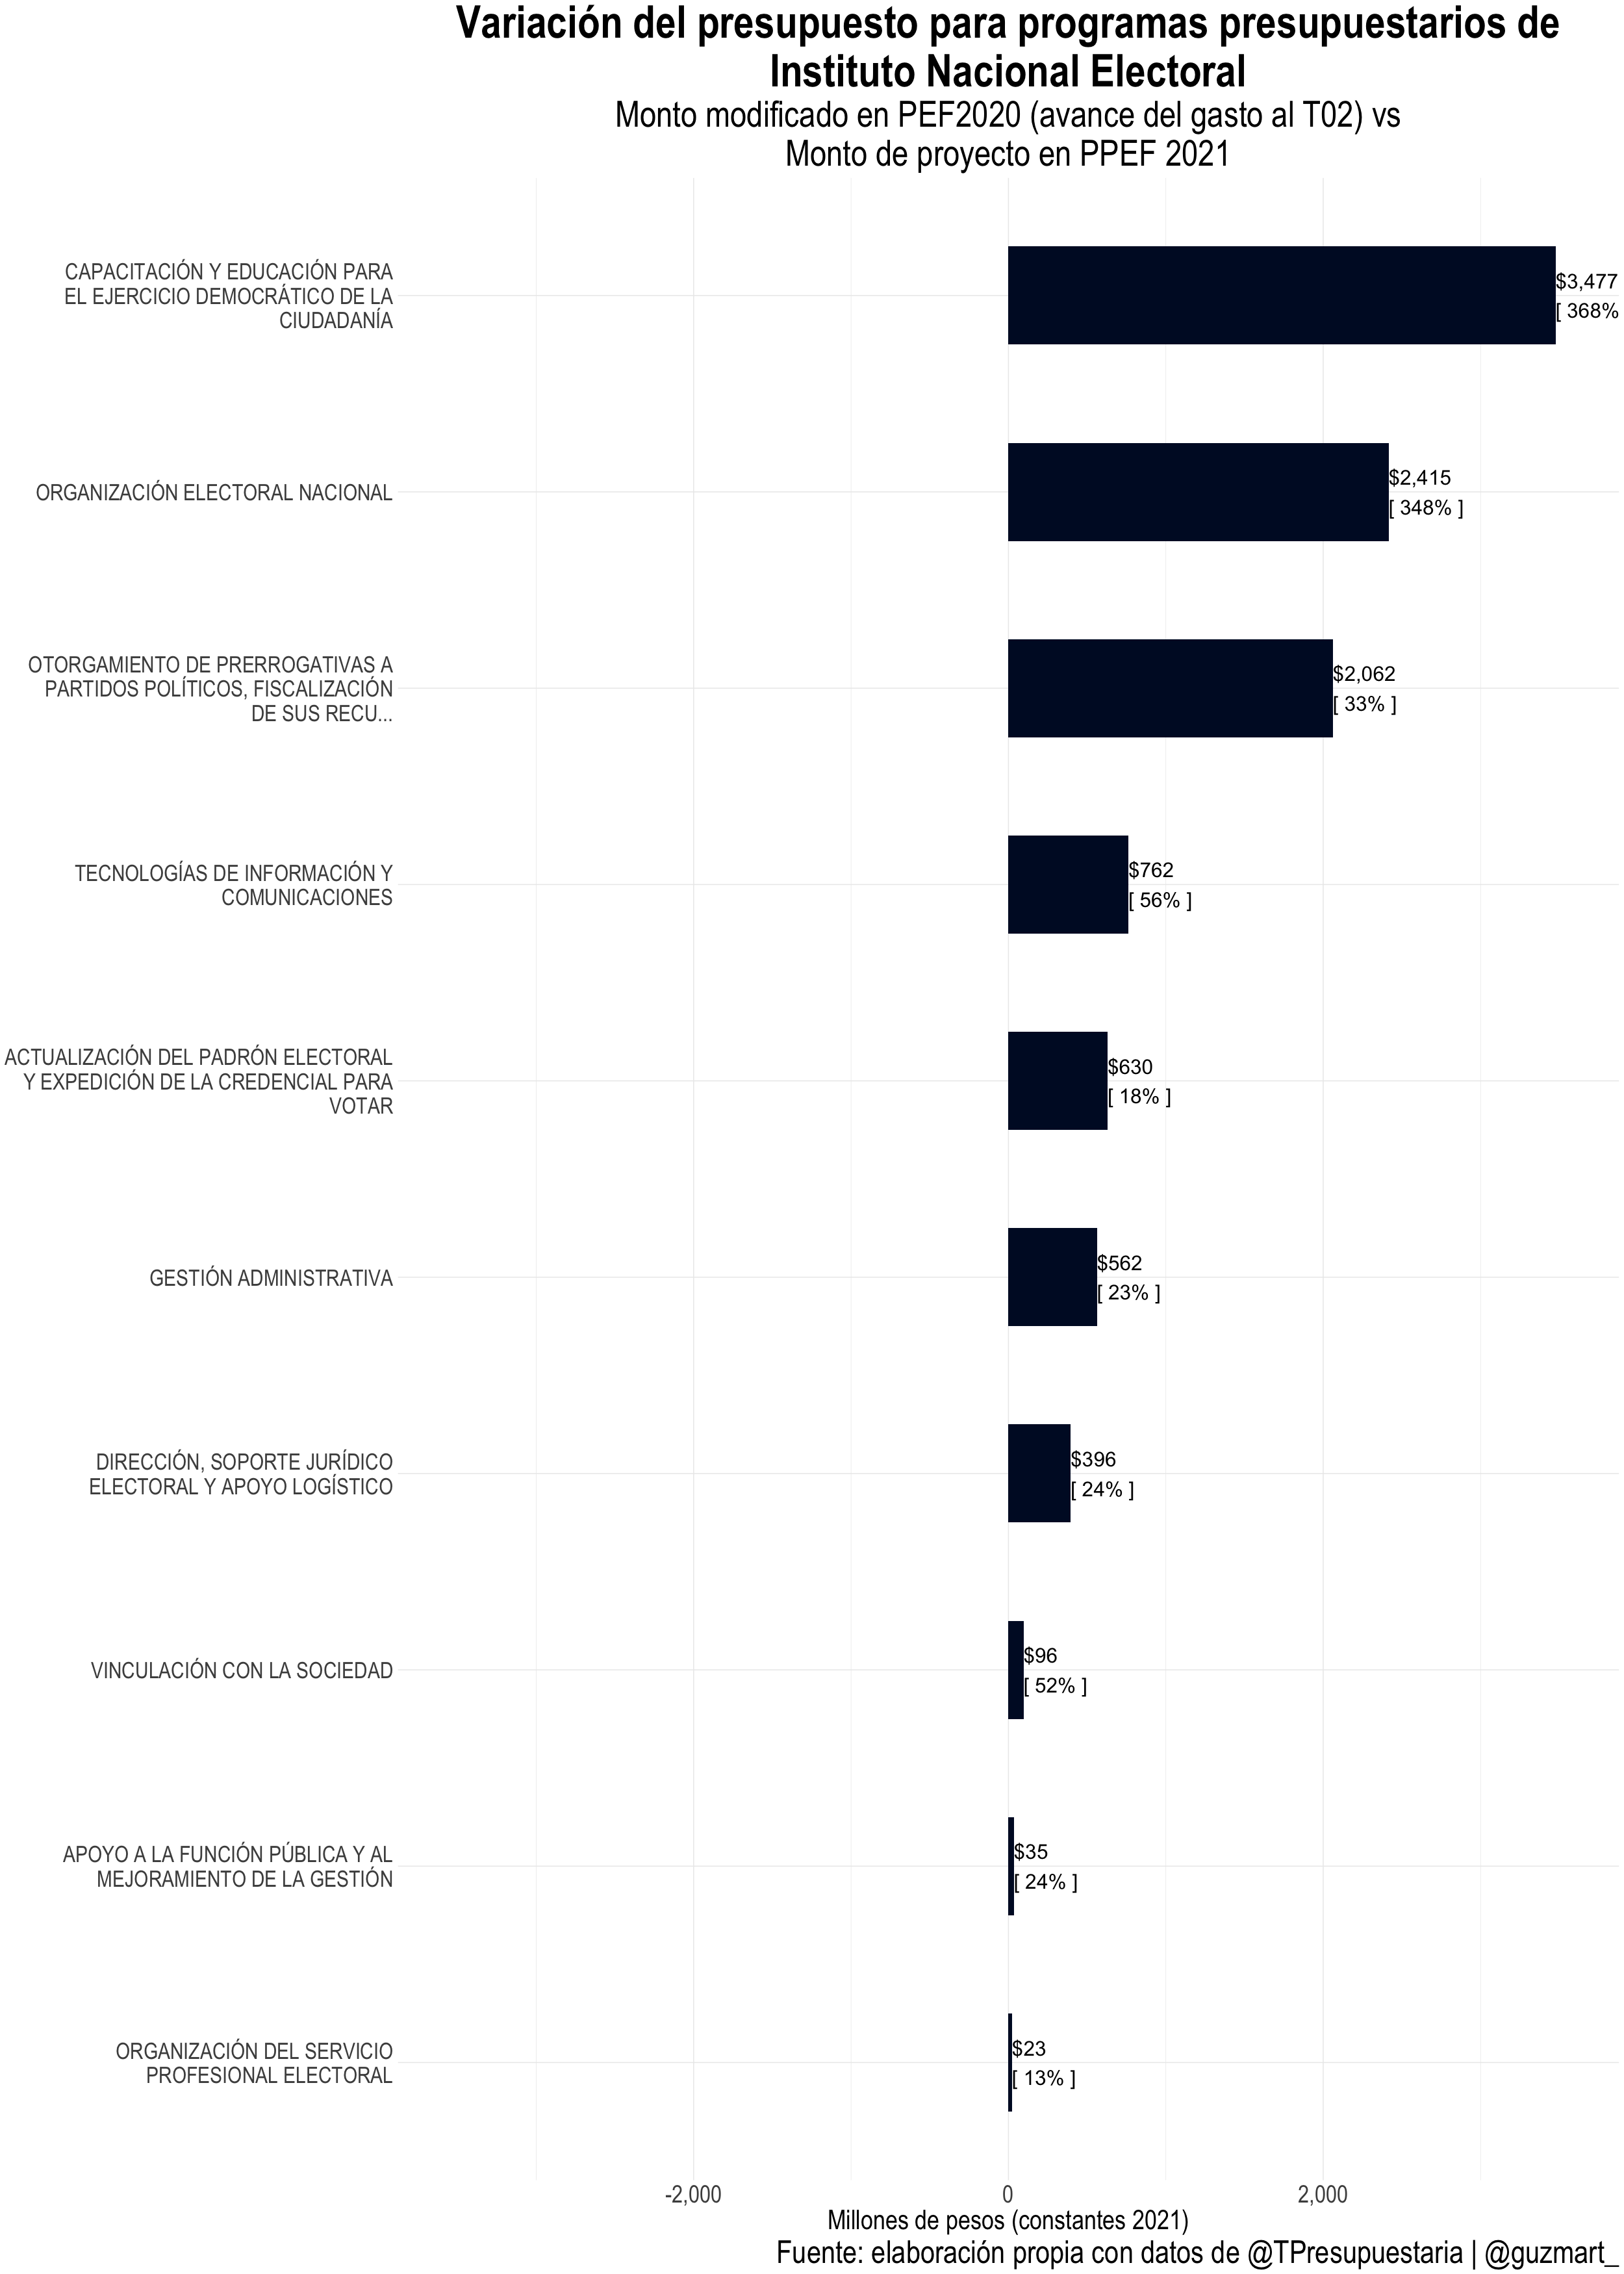 Variación del presupuesto para programas presupuestarios de
Instituto Nacional Electoral
Monto modificado en PEF2020 (avance del gasto al T02) vs
Monto de proyecto en PPEF 2021
CAPACITACIÓN Y EDUCACIÓN PARA
EL EJERCICIO DEMOCRÁTICO DE LA
CIUDADANÍA
$3,477
[ 368%
ORGANIZACIÓN ELECTORAL NACIONAL
$2,415
[ 348% ]
OTORGAMIENTO DE PRERROGATIVAS A
PARTIDOS POLÍTICOS, FISCALIZACIÓN
DE SUS RECU...
$2,062
[ 33% ]
TECNOLOGÍAS DE INFORMACIÓN Y
COMUNICACIONES
$762
[ 56% ]
ACTUALIZACIÓN DEL PADRÓN ELECTORAL
Y EXPEDICIÓN DE LA CREDENCIAL PARA
VOTAR
$630
[ 18% ]
GESTIÓN ADMINISTRATIVA
$562
[ 23% ]
DIRECCIÓN, SOPORTE JURÍDICO
ELECTORAL Y APOYO LOGÍSTICO
$396
[ 24% ]
VINCULACIÓN CON LA SOCIEDAD
$96
[ 52% ]
APOYO A LA FUNCIÓN PÚBLICA Y AL
MEJORAMIENTO DE LA GESTIÓN
$35
[ 24% ]
ORGANIZACIÓN DEL SERVICIO
PROFESIONAL ELECTORAL
$23
[ 13% ]
-2,000 0 2,000
Millones de pesos (constantes 2021)
Fuente: elaboración propia con datos de @TPresupuestaria | @guzmart_